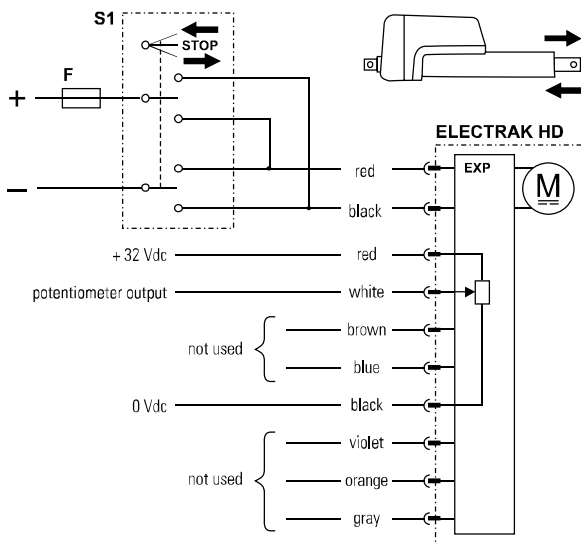 S1
STOP
F
+
−
ELECTRAK HD
EXP
M
red
black
+ 32 Vdc
red
potentiometer output
white
not used
brown
blue
0 Vdc
black
not used
violet
orange
gray